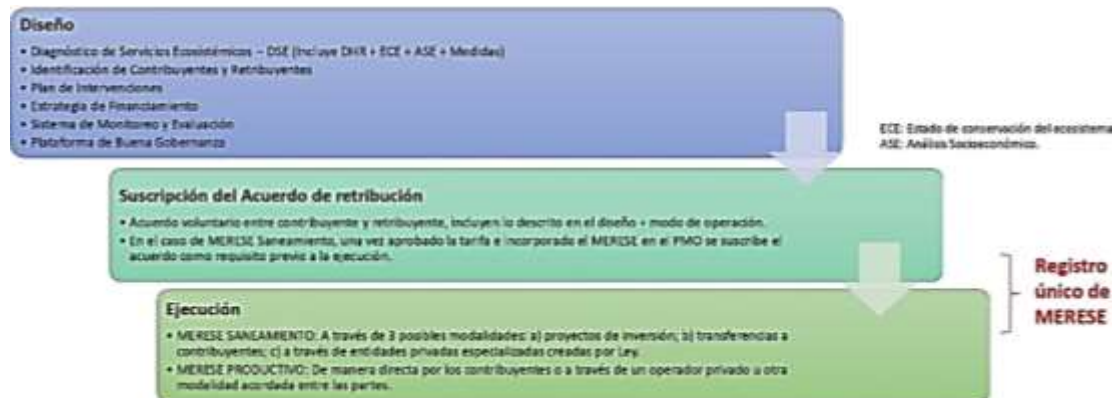 Diseño
• Diagnóstico de Servicios Ecosistémicos – DSE (Incluye DHR + ECE + ASE + Medidas)
• Identificación de Contribuyentes y Retribuyentes
• Plan de Intervenciones
• Estrategia de Financiamiento
• Sistema de Monitoreo y Evaluación
• Plataforma de Buena Gobernanza
ECE: Estado de conservación del ecosistema
ASE: Análisis Socioeconómico.
Suscripción del Acuerdo de retribución
• Acuerdo voluntario entre contribuyente y retribuyente, incluyen lo descrito en el diseño + modo de operación.
• En el caso de MERESE Saneamiento, una vez aprobado la tarifa e incorporado el MERESE en el PMO se suscribe el
acuerdo como requisito previo a la ejecución.
Registro
único de
MERESE
Ejecución
• MERESE SANEAMIENTO: A través de 3 posibles modalidades: a) proyectos de inversión; b) transferencias a
contribuyentes; c) a través de entidades privadas especializadas creadas por Ley.
• MERESE PRODUCTIVO: De manera directa por los contribuyentes o a través de un operador privado u otra
modalidad acordada entre las partes.